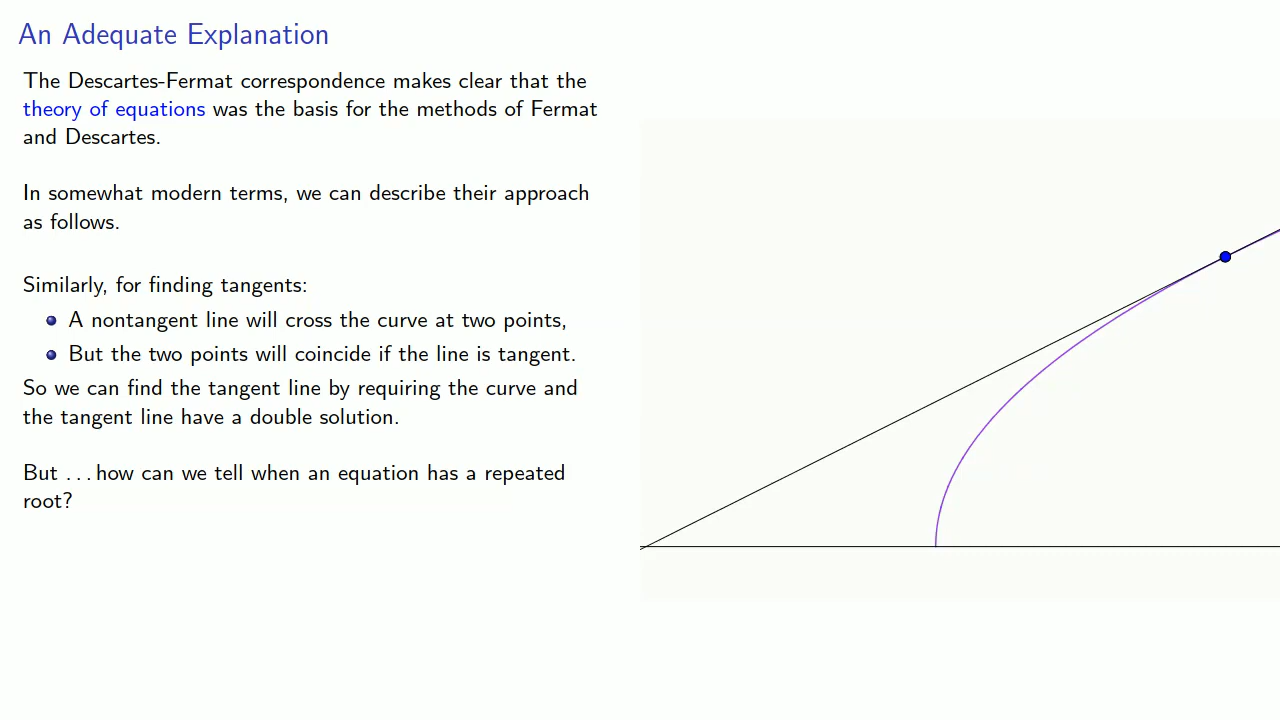 An Adequate Explanation
The Descartes-Fermat correspondence makes clear that the
theory of equations was the basis for the methods of Fermat
and Descartes.
In somewhat modern terms, we can describe their approach
as follows.
Similarly, for finding tangents:
A nontangent line will cross the curve at two points,
But the two points will coincide if the line is tangent.
So we can find the tangent line by requiring the curve and
the tangent line have a double solution.
But ... how can we tell when an equation has a repeated
root?